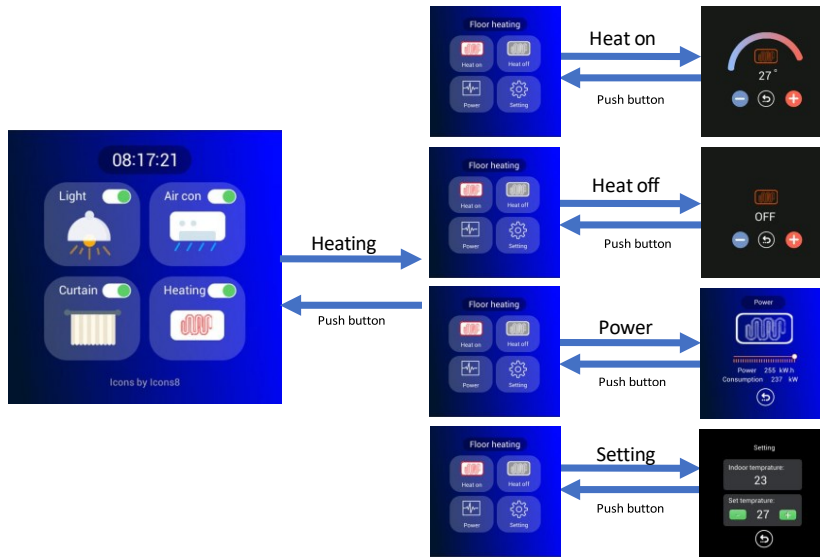 08:17:21
Light
Air con
Curtain
Heating
Icons by Icons8
Heating
Push button
Floor heating
Heat on
Heat off
Power
Setting
Heat on
Push button
27°
Floor heating
Heat on
Heat off
Power
Setting
Heat off
Push button
OFF
Floor heating
Heat on
Heat off
Power
Setting
Power
Push button
Power
Power 255 kW.h
Consumption 237 kW
Floor heating
Heat on
Heat off
Power
Setting
Setting
Push button
Setting
Indoor temprature:
23
Set temprature:
- 27 +